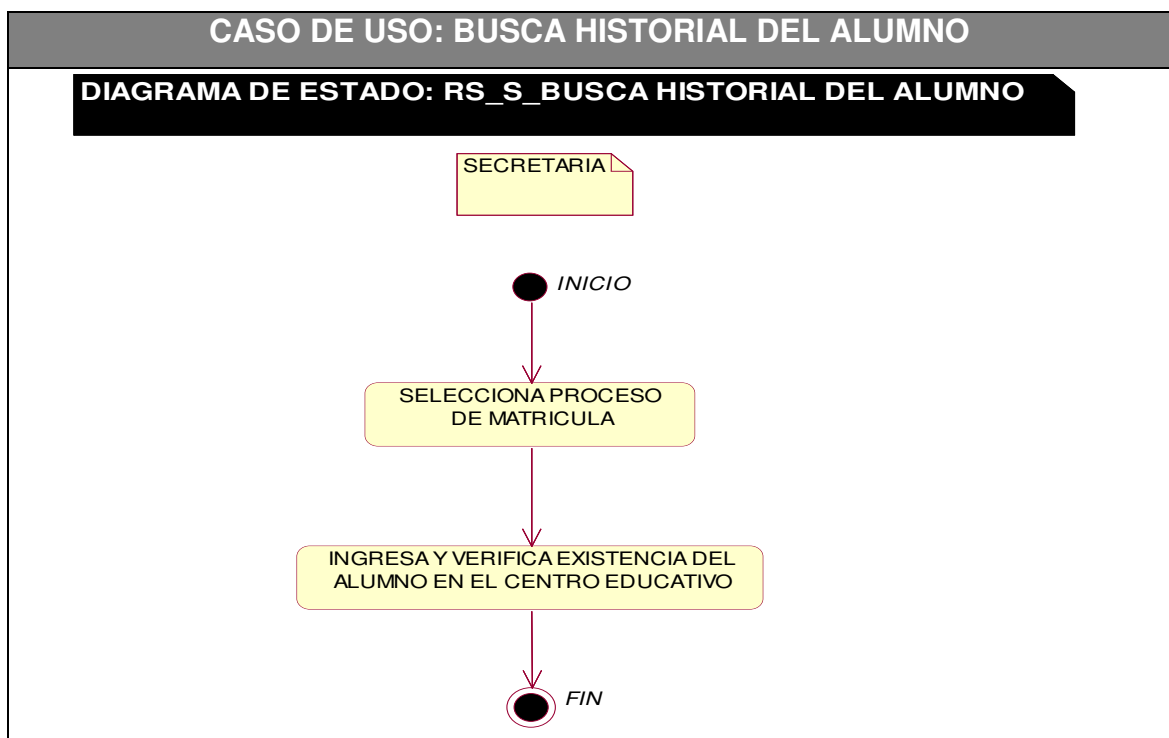 CASO DE USO: BUSCA HISTORIAL DEL ALUMNO
DIAGRAMA DE ESTADO: RS_S_BUSCA HISTORIAL DEL ALUMNO
SECRETARIA
INICIO
SELECCIONA PROCESO
DE MATRICULA
INGRESA Y VERIFICA EXISTENCIA DEL
ALUMNO EN EL CENTRO EDUCATIVO
FIN